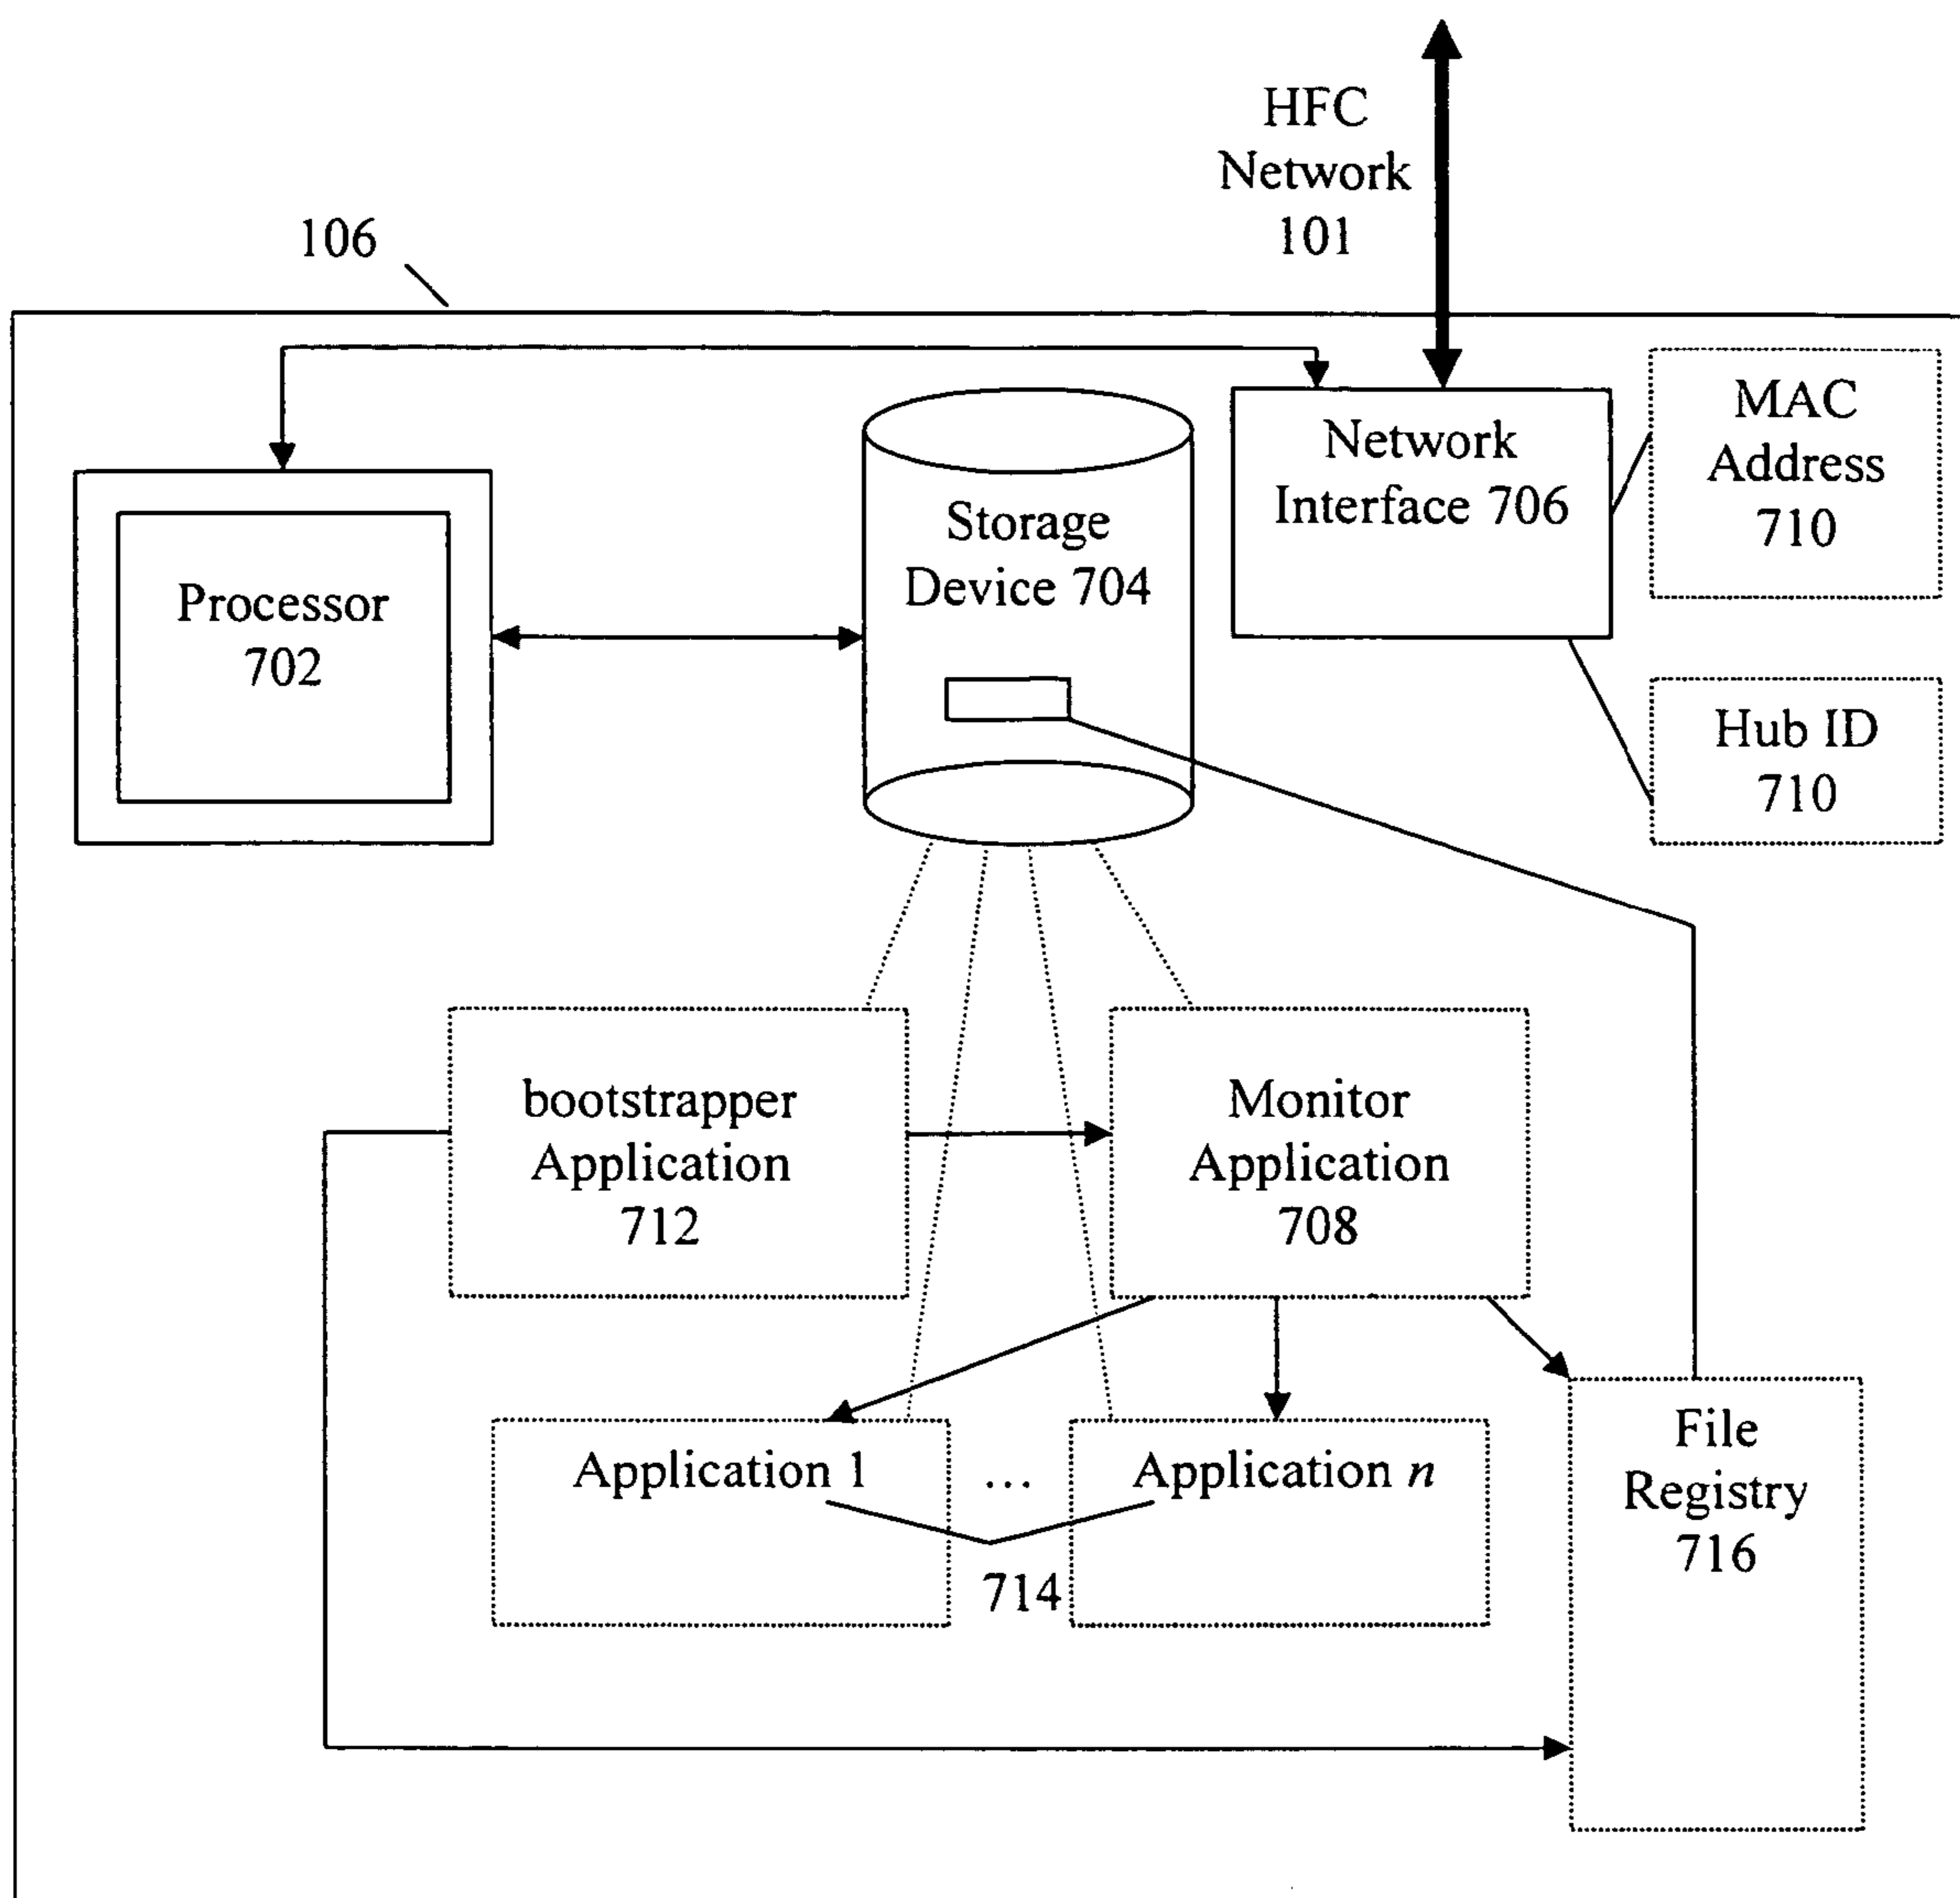 HFC
Network
101
106
MAC
Address
710
Network
Interface 706
Storage
Device 704
Processor
702
Hub ID
710
bootstrapper
Application
712
Monitor
Application
708
File
Registry
716
Application 1
...
Application n
714